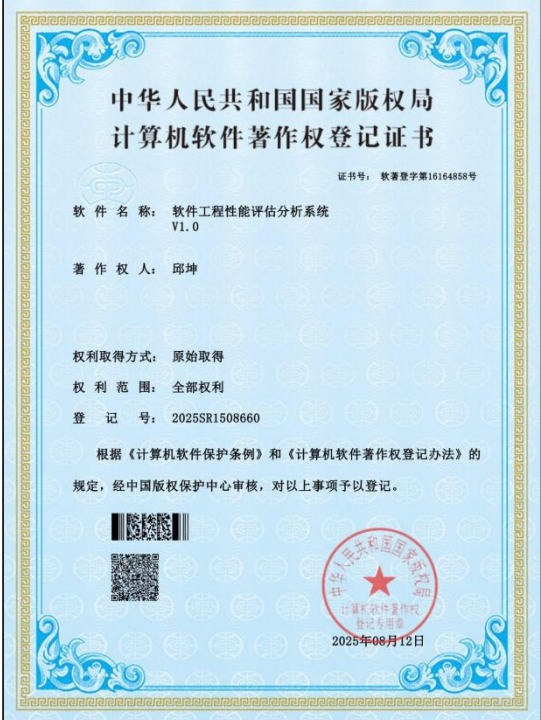 中华人民共和国国家版权局
计算机软件著作权登记证书
证书号： 软著登字第16164858号
软 件 名 称： 软件工程性能评估分析系统
V1.0
著 作 权 人： 邱坤
权利取得方式： 原始取得
权 利 范 围： 全部权利
登 记 号： 2025SR1508660
根据《计算机软件保护条例》和《计算机软件著作权登记办法》的
规定，经中国版权保护中心审核，对以上事项予以登记。
中华人民共和国国家版权局
计算机软件著作权
登记专用章
2025年08月12日